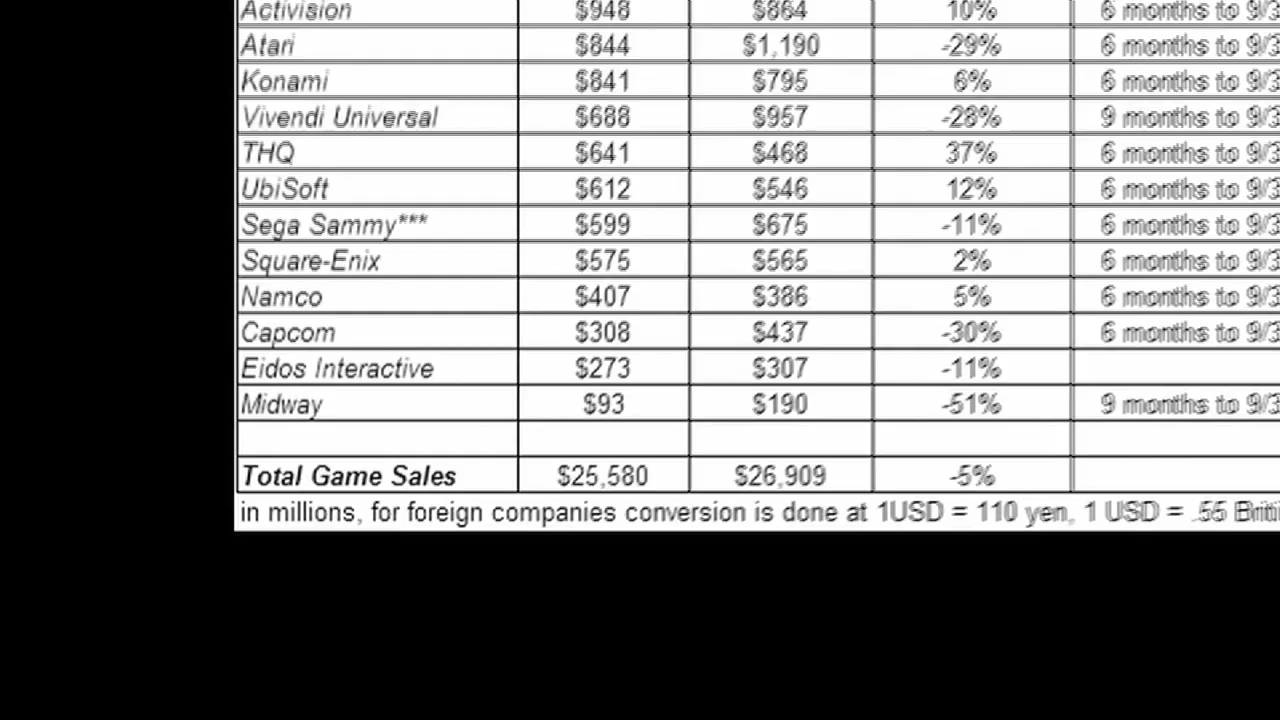 Activision $948 $864 10% 6 months to 9/3
Atari $844 $1,190 -29% 6 months to 9/3
Konami $841 $795 6% 6 months to 9/3
Vivendi Universal $688 $957 -28% 9 months to 9/3
THQ $641 $468 37% 6 months to 9/3
UbiSoft $612 $546 12% 6 months to 9/3
Sega Sammy*** $599 $675 -11% 6 months to 9/3
Square-Enix $575 $565 2% 6 months to 9/3
Namco $407 $386 5% 6 months to 9/3
Capcom $308 $437 -30% 6 months to 9/3
Eidos Interactive $273 $307 -11%
Midway $93 $190 -51% 9 months to 9/3
Total Game Sales $25,580 $26,909 -5%
in millions, for foreign companies conversion is done at 1USD = 110 yen, 1 USD = .55 Briti